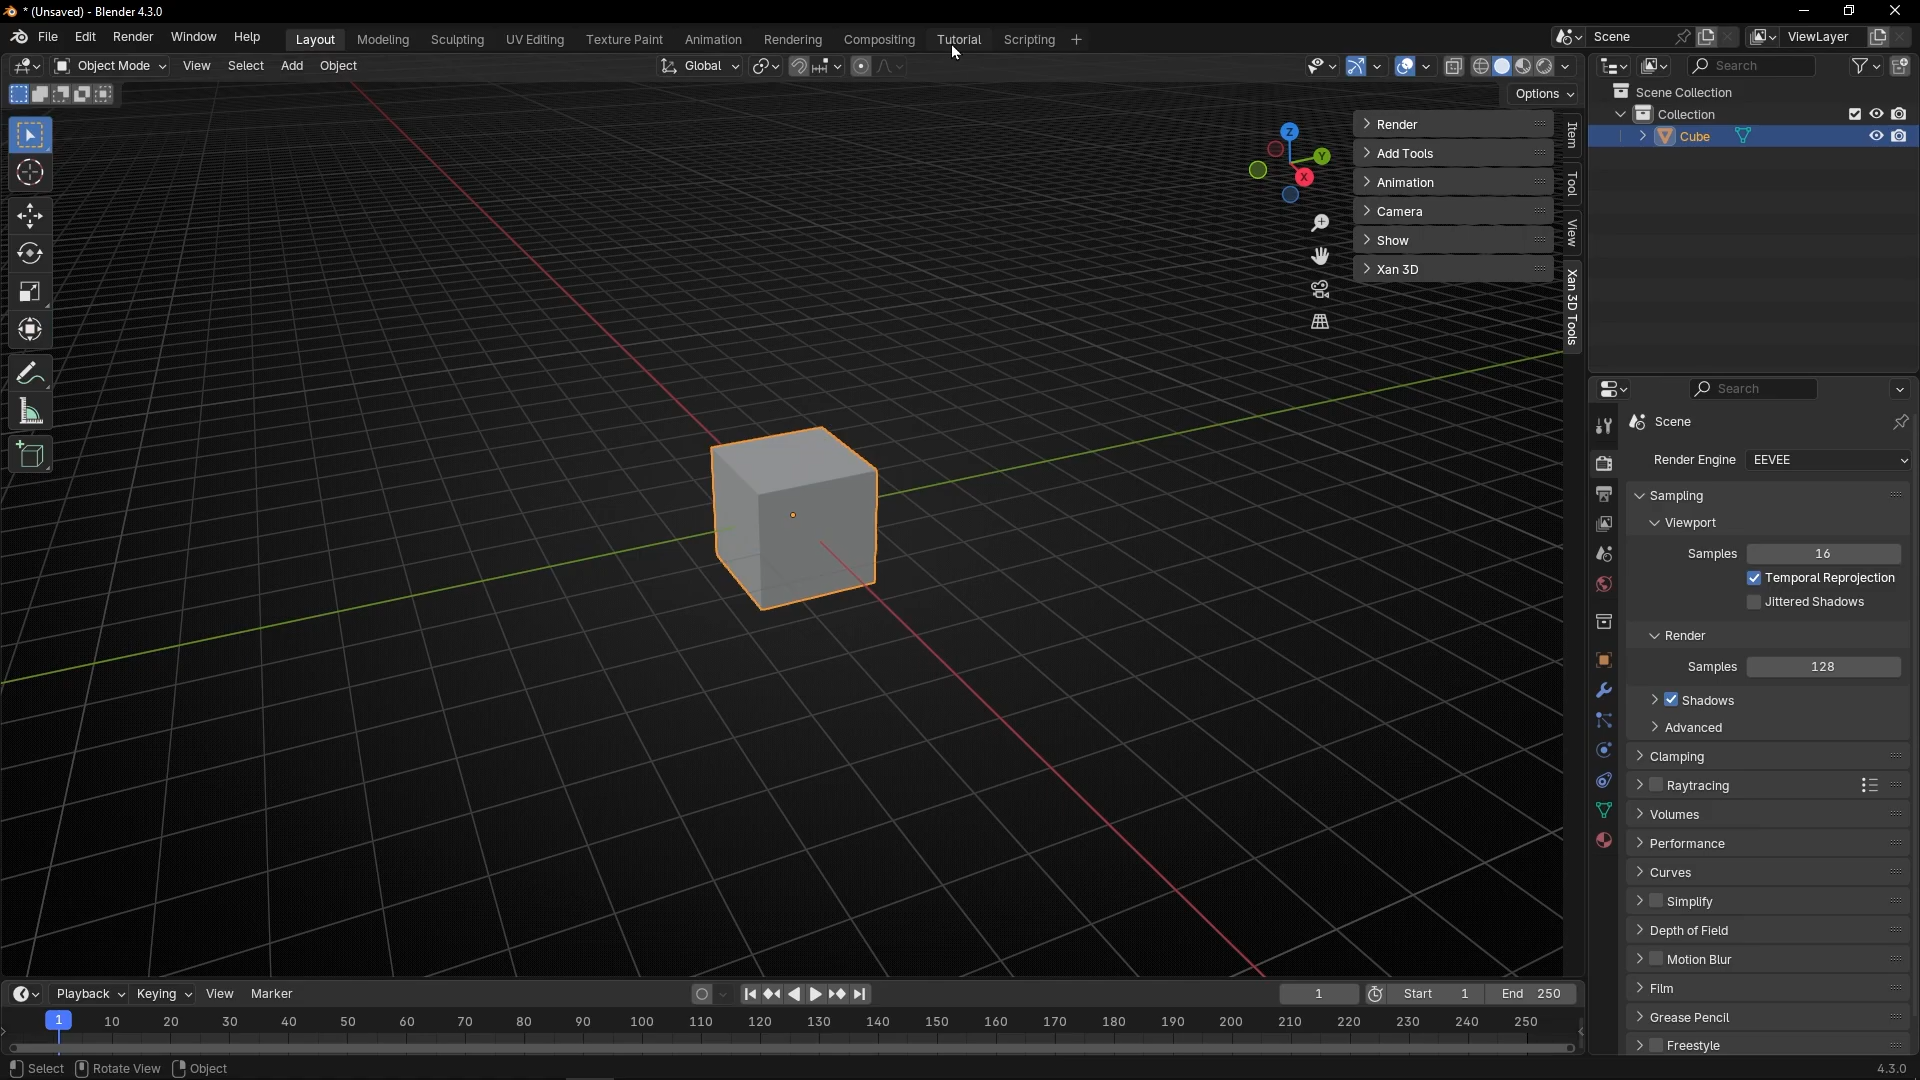 * (Unsaved) - Blender 4.3.0
File Edit Render Window Help Layout Modeling Sculpting UV Editing Texture Paint Animation Rendering Compositing Tutorial Scripting + Scene ViewLayer
Object Mode View Select Add Object Global Search
Options
Scene Collection
Collection
Cube
Z
Y
X
Render
Add Tools
Animation
Camera
Show
Xan 3D
Item
Tool
View
Xan 3D Tools
Search
Scene
Render Engine EEVEE
Sampling
Viewport
Samples 16
Temporal Reprojection
Jittered Shadows
Render
Samples 128
Shadows
Advanced
Clamping
Raytracing
Volumes
Performance
Curves
Simplify
Depth of Field
Motion Blur
Film
Grease Pencil
Freestyle
Playback Keying View Marker 1 Start 1 End 250
1 10 20 30 40 50 60 70 80 90 100 110 120 130 140 150 160 170 180 190 200 210 220 230 240 250
Select Rotate View Object 4.3.0